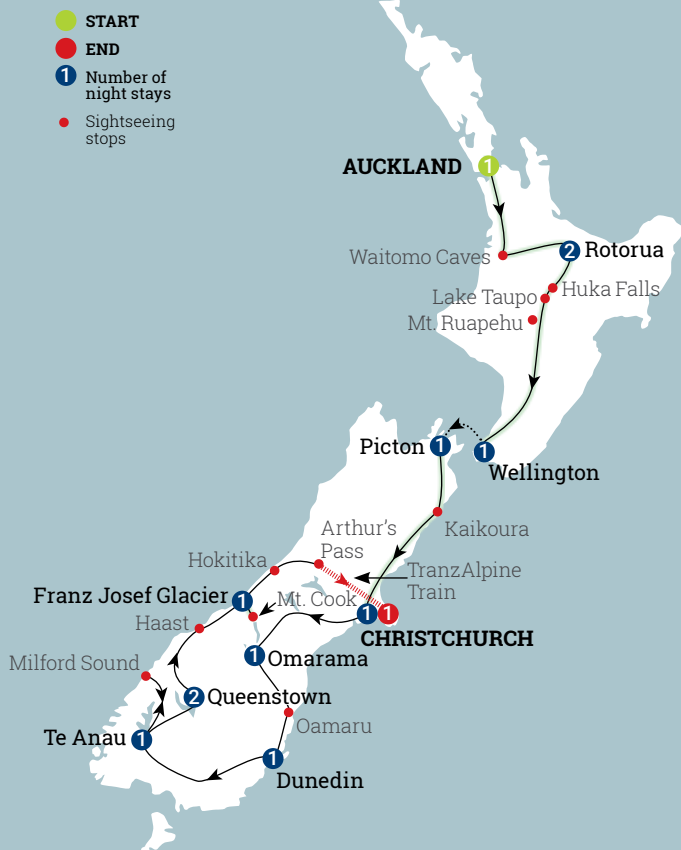 START
END
1 Number of
night stays
Sightseeing
stops
AUCKLAND 1
Waitomo Caves
2 Rotorua
Huka Falls
Lake Taupo
Mt. Ruapehu
Picton 1
1
Wellington
Kaikoura
Arthur's
Pass
Hokitika
TranzAlpine
Train
Franz Josef Glacier 1
Mt. Cook
1 1
CHRISTCHURCH
Haast
1 Omarama
Milford Sound
2 Queenstown
Oamaru
Te Anau 1
1
Dunedin